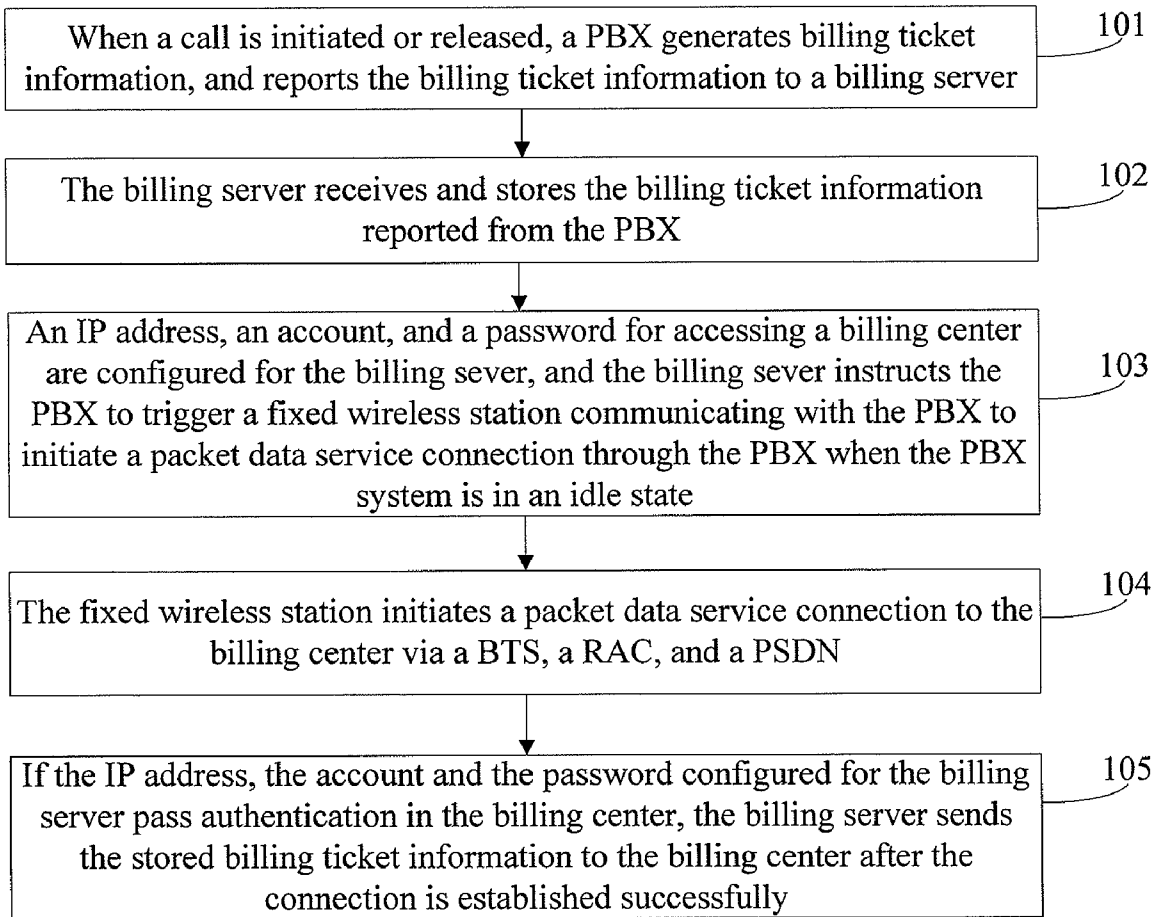 When a call is initiated or released, a PBX generates billing ticket
information, and reports the billing ticket information to a billing server
101
The billing server receives and stores the billing ticket information
reported from the PBX
102
An IP address, an account, and a password for accessing a billing center
are configured for the billing sever, and the billing sever instructs the
PBX to trigger a fixed wireless station communicating with the PBX to
initiate a packet data service connection through the PBX when the PBX
system is in an idle state
103
The fixed wireless station initiates a packet data service connection to the
billing center via a BTS, a RAC, and a PSDN
104
If the IP address, the account and the password configured for the billing
server pass authentication in the billing center, the billing server sends
the stored billing ticket information to the billing center after the
connection is established successfully
105